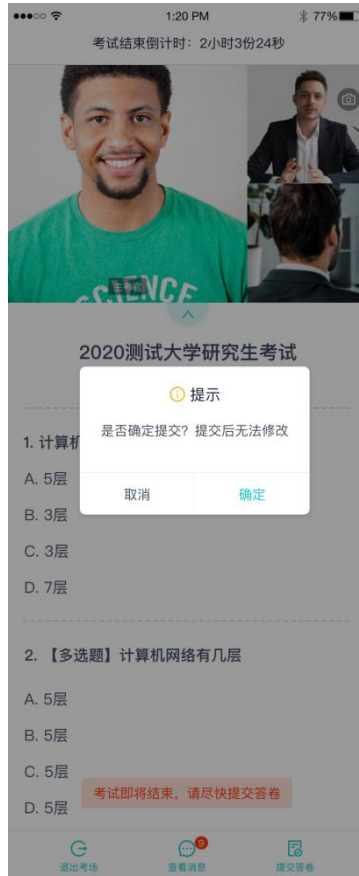 1:20 PM
77%
考试结束倒计时：2小时3份24秒
主考官
SCIENCE
2020测试大学研究生考试
提示
是否确定提交？提交后无法修改
取消
确定
1. 计算机
A. 5层
B. 3层
C. 3层
D. 7层
2. 【多选题】计算机网络有几层
A. 5层
B. 5层
C. 5层
考试即将结束，请尽快提交答卷
D. 5层
9
退出考场
查看消息
提交答卷